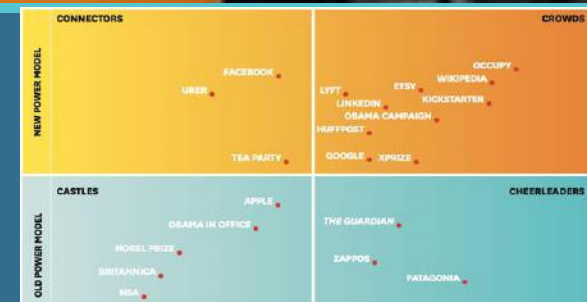 CONNECTORS
CROWDS
NEW POWER MODEL
FACEBOOK
UBER
TEA PARTY
OCCUPY
WIKIPEDIA
ETSY
LYFT
KICKSTARTER
LINKEDIN
OBAMA CAMPAIGN
HUFFPOST
GOOGLE
XPRIZE
CASTLES
CHEERLEADERS
OLD POWER MODEL
APPLE
OBAMA IN OFFICE
NOBEL PRIZE
BRITANNICA
NSA
THE GUARDIAN
ZAPPOS
PATAGONIA